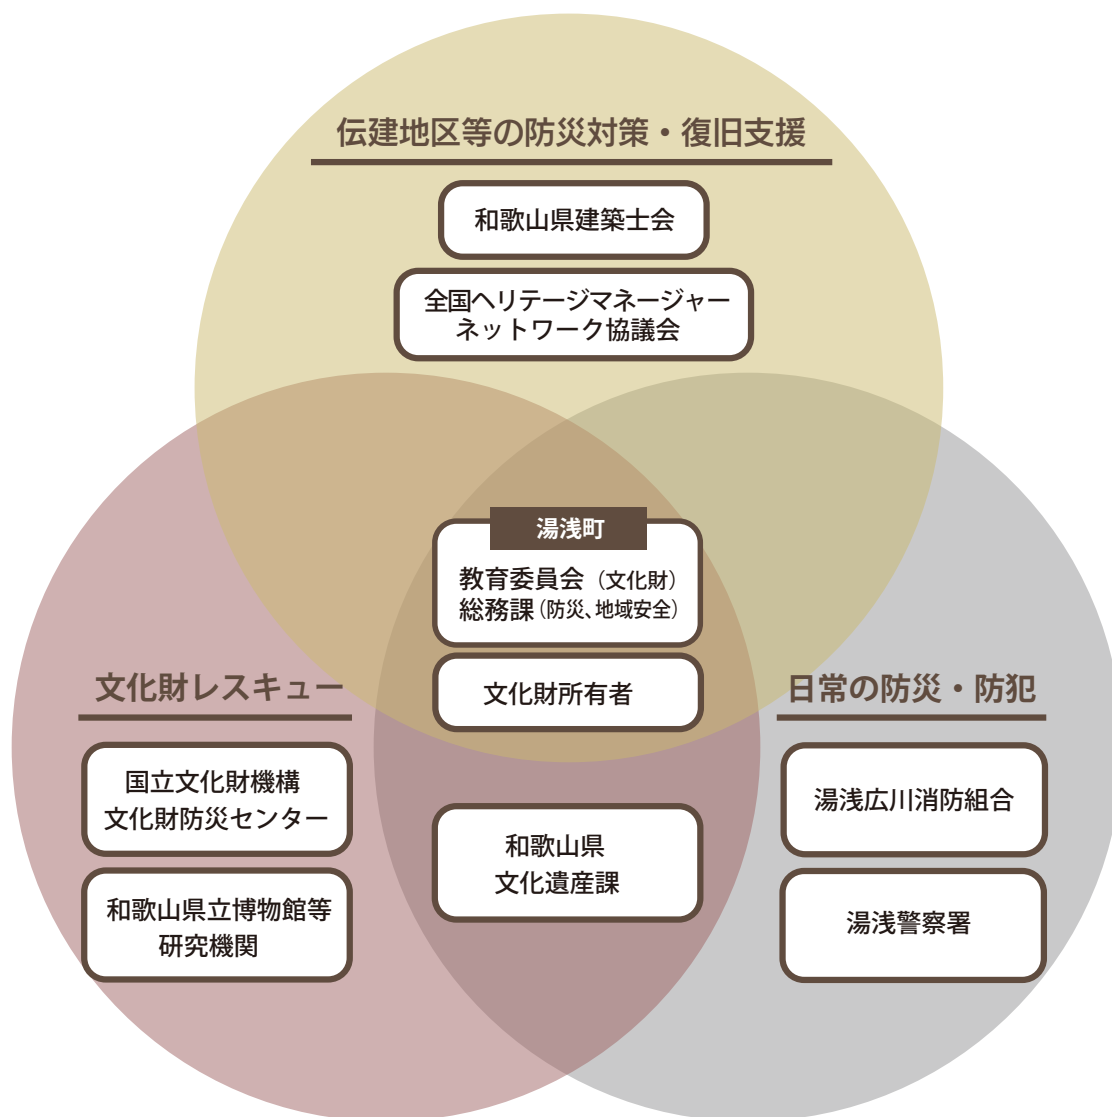 伝建地区等の防災対策・復旧支援
和歌山県建築士会
全国ヘリテージマネージャー
ネットワーク協議会
湯浅町
教育委員会（文化財）
総務課（防災、地域安全）
文化財所有者
文化財レスキュー
国立文化財機構
文化財防災センター
和歌山県立博物館等
研究機関
和歌山県
文化遺産課
日常の防災・防犯
湯浅広川消防組合
湯浅警察署